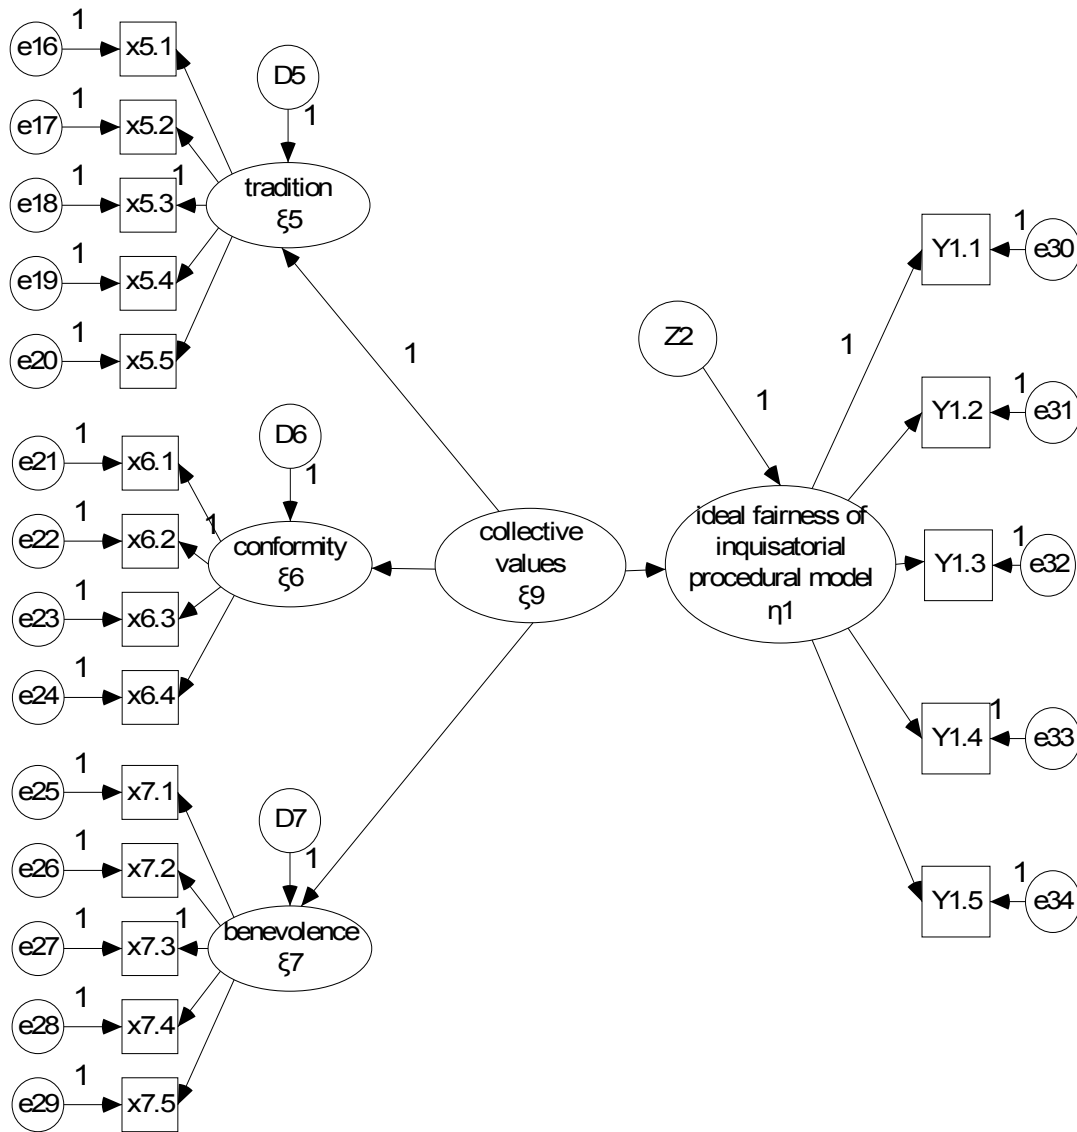 1
e16
x5.1
D5
1
1
e17
x5.2
1
e18
x5.3
1
tradition
ξ5
1
e19
x5.4
1
e20
x5.5
1
Y1.1
1
e30
Z2
1
1
Y1.2
1
e31
1
e21
x6.1
D6
1
1
e22
x6.2
1
conformity
ξ6
1
e23
x6.3
1
e24
x6.4
collective
values
ξ9
ideal fairness of
inquisatorial
procedural model
η1
Y1.3
1
e32
Y1.4
1
e33
1
e25
x7.1
D7
1
1
e26
x7.2
1
e27
x7.3
1
benevolence
ξ7
1
e28
x7.4
1
e29
x7.5
Y1.5
1
e34